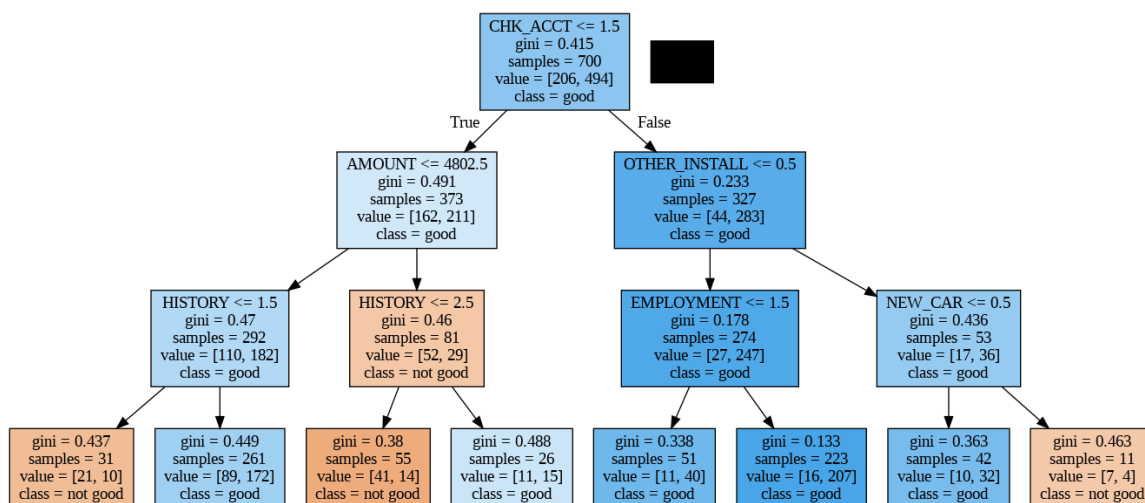 CHK_ACCT <= 1.5
gini = 0.415
samples = 700
value = [206, 494]
class = good
True
False
AMOUNT <= 4802.5
gini = 0.491
samples = 373
value = [162, 211]
class = good
OTHER_INSTALL <= 0.5
gini = 0.233
samples = 327
value = [44, 283]
class = good
HISTORY <= 1.5
gini = 0.47
samples = 292
value = [110, 182]
class = good
HISTORY <= 2.5
gini = 0.46
samples = 81
value = [52, 29]
class = not good
EMPLOYMENT <= 1.5
gini = 0.178
samples = 274
value = [27, 247]
class = good
NEW_CAR <= 0.5
gini = 0.436
samples = 53
value = [17, 36]
class = good
gini = 0.437
samples = 31
value = [21, 10]
class = not good
gini = 0.449
samples = 261
value = [89, 172]
class = good
gini = 0.38
samples = 55
value = [41, 14]
class = not good
gini = 0.488
samples = 26
value = [11, 15]
class = good
gini = 0.338
samples = 51
value = [11, 40]
class = good
gini = 0.133
samples = 223
value = [16, 207]
class = good
gini = 0.363
samples = 42
value = [10, 32]
class = good
gini = 0.463
samples = 11
value = [7, 4]
class = not good